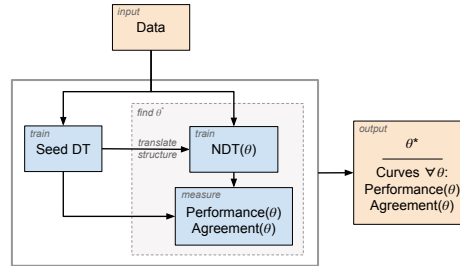 input
Data
find θ*
train
Seed DT
translate
structure
train
NDT(θ)
measure
Performance(θ)
Agreement(θ)
output
θ*
Curves ∀θ:
Performance(θ)
Agreement(θ)